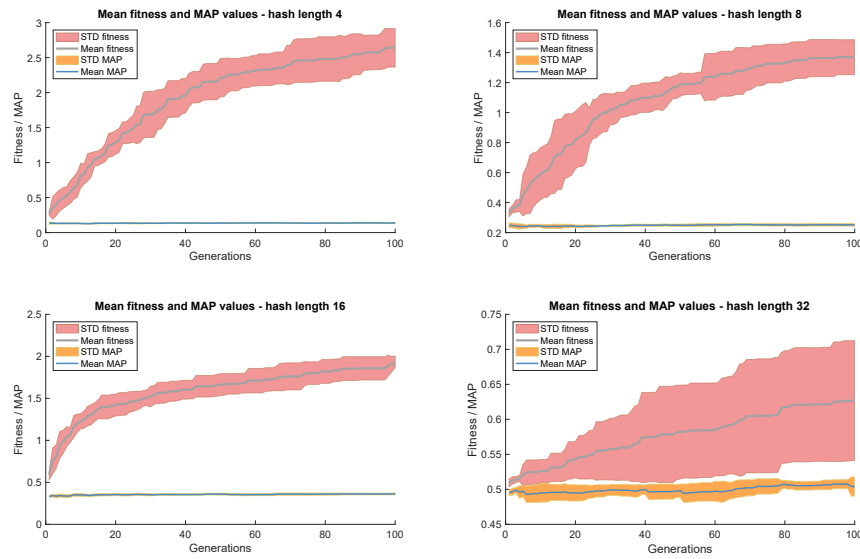 Mean fitness and MAP values - hash length 4
3
2.5
2
1.5
1
0.5
0
Fitness / MAP
STD fitness
Mean fitness
STD MAP
Mean MAP
0 20 40 60 80 100
Generations
Mean fitness and MAP values - hash length 8
1.6
1.4
1.2
1
0.8
0.6
0.4
0.2
Fitness / MAP
STD fitness
Mean fitness
STD MAP
Mean MAP
0 20 40 60 80 100
Generations
Mean fitness and MAP values - hash length 16
2.5
2
1.5
1
0.5
0
Fitness / MAP
STD fitness
Mean fitness
STD MAP
Mean MAP
0 20 40 60 80 100
Generations
Mean fitness and MAP values - hash length 32
0.75
0.7
0.65
0.6
0.55
0.5
0.45
Fitness / MAP
STD fitness
Mean fitness
STD MAP
Mean MAP
0 20 40 60 80 100
Generations